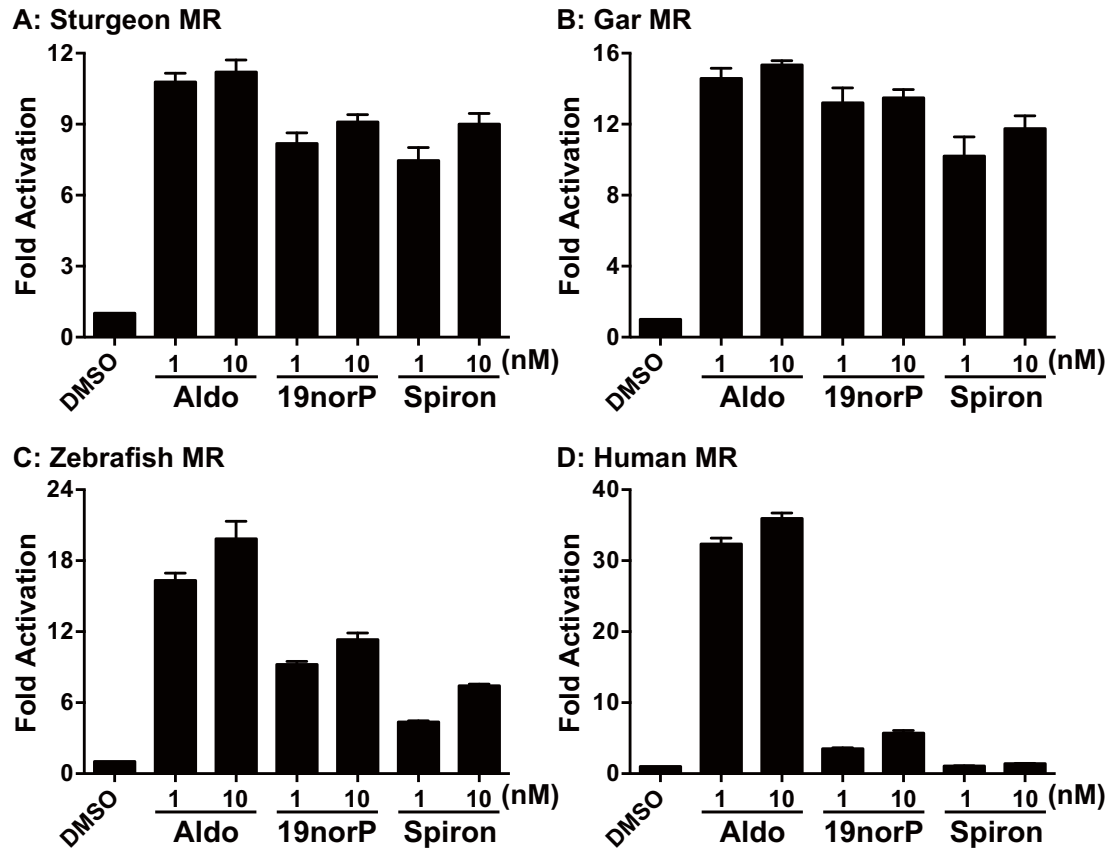 A: Sturgeon MR
Fold Activation
12
9
6
3
0
DMSO
1 10 1 10 1 10 (nM)
Aldo 19norP Spiron
B: Gar MR
Fold Activation
16
12
8
4
0
DMSO
1 10 1 10 1 10 (nM)
Aldo 19norP Spiron
C: Zebrafish MR
Fold Activation
24
18
12
6
0
DMSO
1 10 1 10 1 10 (nM)
Aldo 19norP Spiron
D: Human MR
Fold Activation
40
30
20
10
0
DMSO
1 10 1 10 1 10 (nM)
Aldo 19norP Spiron